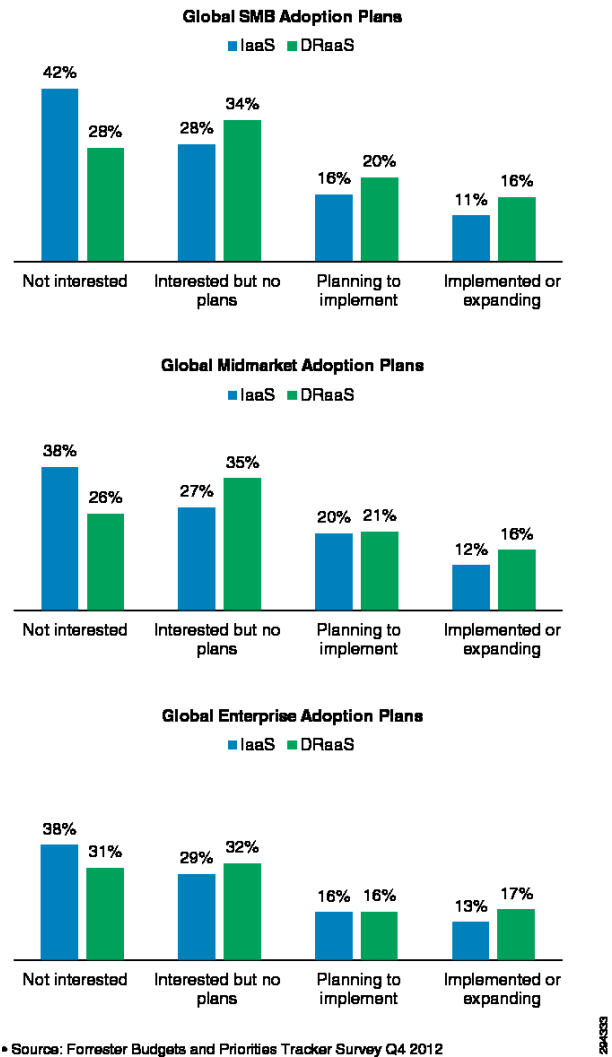 Global SMB Adoption Plans
IaaS DRaaS
42%
28%
28%
34%
16%
20%
11%
16%
Not interested
Interested but no
plans
Planning to
implement
Implemented or
expanding
Global Midmarket Adoption Plans
IaaS DRaaS
38%
26%
27%
35%
20%
21%
12%
16%
Not interested
Interested but no
plans
Planning to
implement
Implemented or
expanding
Global Enterprise Adoption Plans
IaaS DRaaS
38%
31%
29%
32%
16%
16%
13%
17%
Not interested
Interested but no
plans
Planning to
implement
Implemented or
expanding
• Source: Forrester Budgets and Priorities Tracker Survey Q4 2012
294333